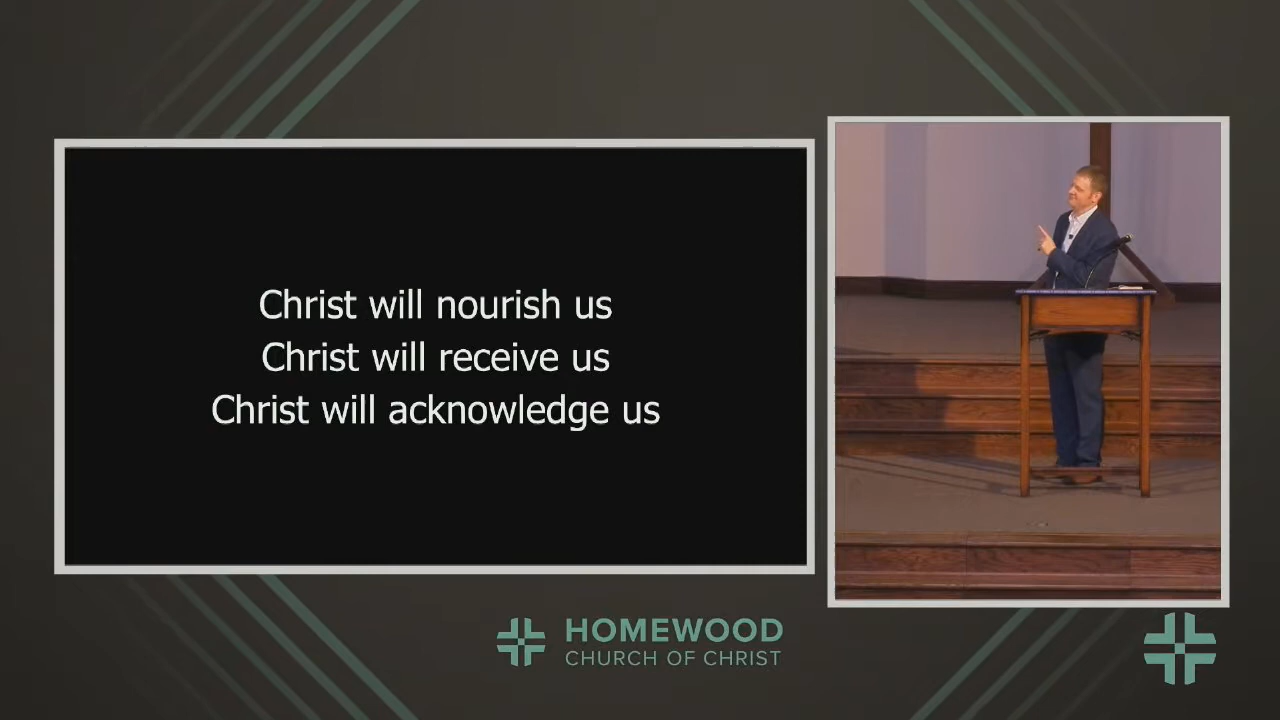 Christ will nourish us
Christ will receive us
Christ will acknowledge us
HOMEWOOD
CHURCH OF CHRIST